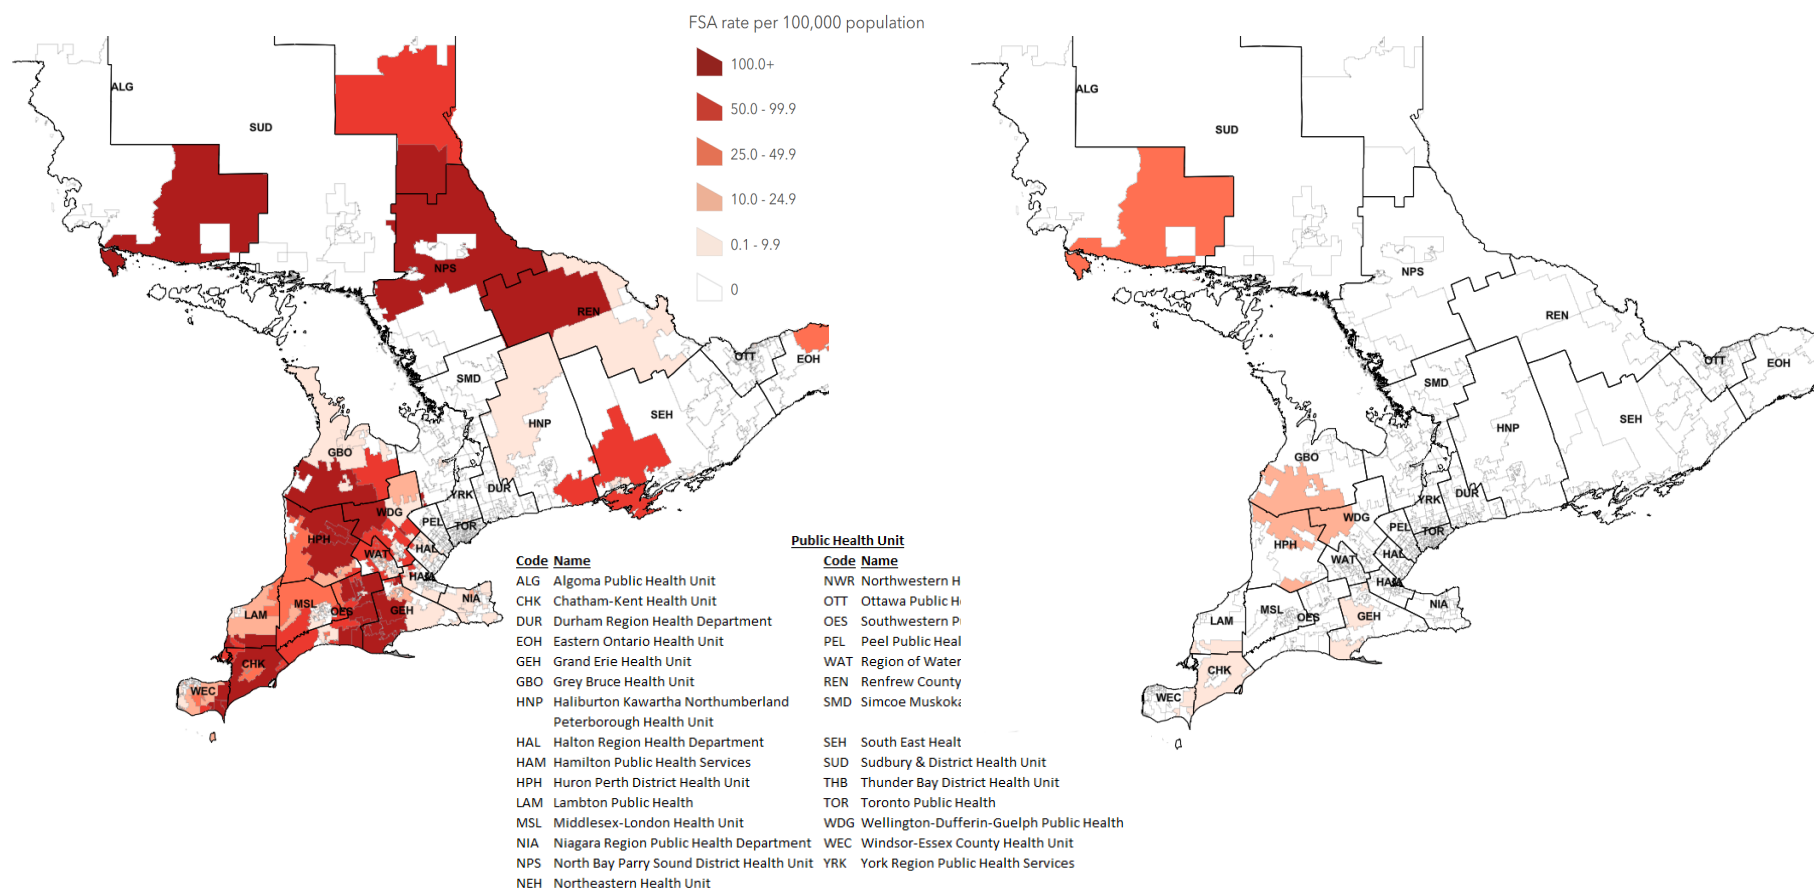 FSA rate per 100,000 population
100.0+
50.0 - 99.9
25.0 - 49.9
10.0 - 24.9
0.1 - 9.9
0
ALG
SUD
NPS
REN
OTT
EOH
SMD
HNP
SEH
GBO
YRK
DUR
WDG
PEL
TOR
HPH
WAT
HAL
HAM
LAM
MSL
OES
GEH
NIA
CHK
WEC
ALG
SUD
NPS
REN
OTT
EOH
SMD
SEH
HNP
GBO
YRK
DUR
WDG
PEL
TOR
HPH
WAT
HAL
HAM
LAM
MSL
OES
GEH
NIA
CHK
WEC
Public Health Unit
Code Name Code Name
ALG Algoma Public Health Unit NWR Northwestern H
CHK Chatham-Kent Health Unit OTT Ottawa Public H
DUR Durham Region Health Department OES Southwestern P
EOH Eastern Ontario Health Unit PEL Peel Public Heal
GEH Grand Erie Health Unit WAT Region of Water
GBO Grey Bruce Health Unit REN Renfrew County
HNP Haliburton Kawartha Northumberland SMD Simcoe Muskoka
Peterborough Health Unit
HAL Halton Region Health Department SEH South East Healt
HAM Hamilton Public Health Services SUD Sudbury & District Health Unit
HPH Huron Perth District Health Unit THB Thunder Bay District Health Unit
LAM Lambton Public Health TOR Toronto Public Health
MSL Middlesex-London Health Unit WDG Wellington-Dufferin-Guelph Public Health
NIA Niagara Region Public Health Department WEC Windsor-Essex County Health Unit
NPS North Bay Parry Sound District Health Unit YRK York Region Public Health Services
NEH Northeastern Health Unit